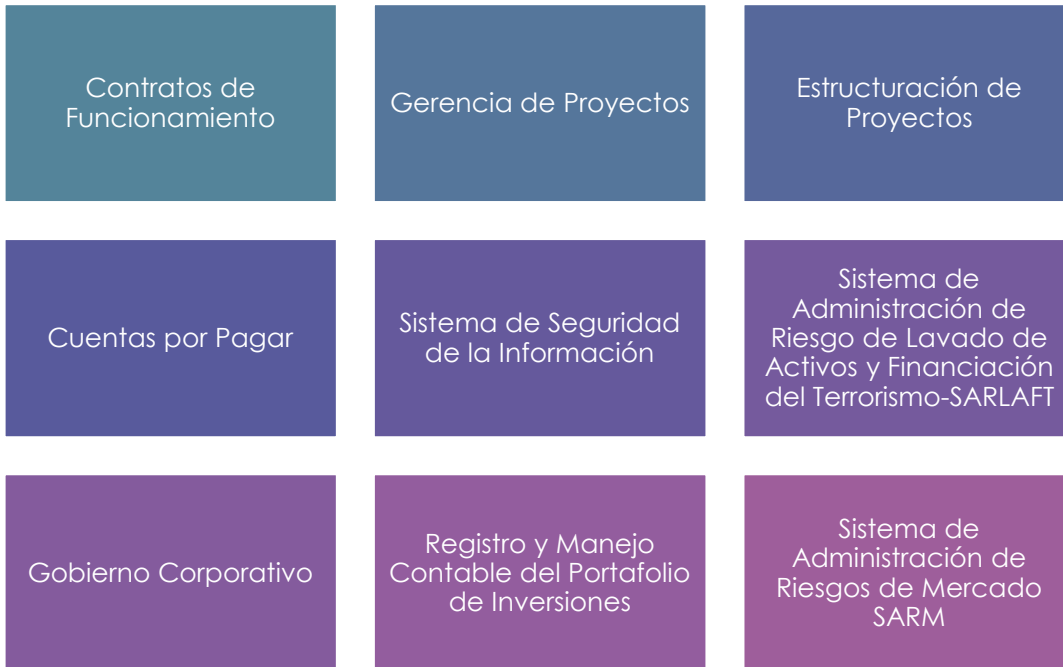 Contratos de
Funcionamiento
Gerencia de Proyectos
Estructuración de
Proyectos
Cuentas por Pagar
Sistema de Seguridad
de la Información
Sistema de
Administración de
Riesgo de Lavado de
Activos y Financiación
del Terrorismo-SARLAFT
Gobierno Corporativo
Registro y Manejo
Contable del Portafolio
de Inversiones
Sistema de
Administración de
Riesgos de Mercado
SARM